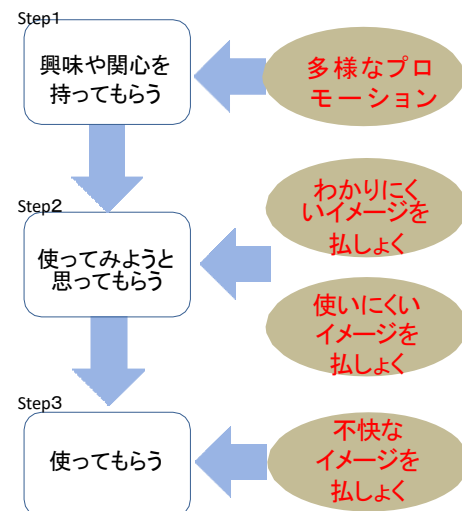 Step1
興味や関心を
持ってもらう
多様なプロ
モーション
Step2
使ってみようと
思ってもらう
わかりにく
いイメージを
払しょく
使いにくい
イメージを
払しょく
Step3
使ってもらう
不快な
イメージを
払しょく